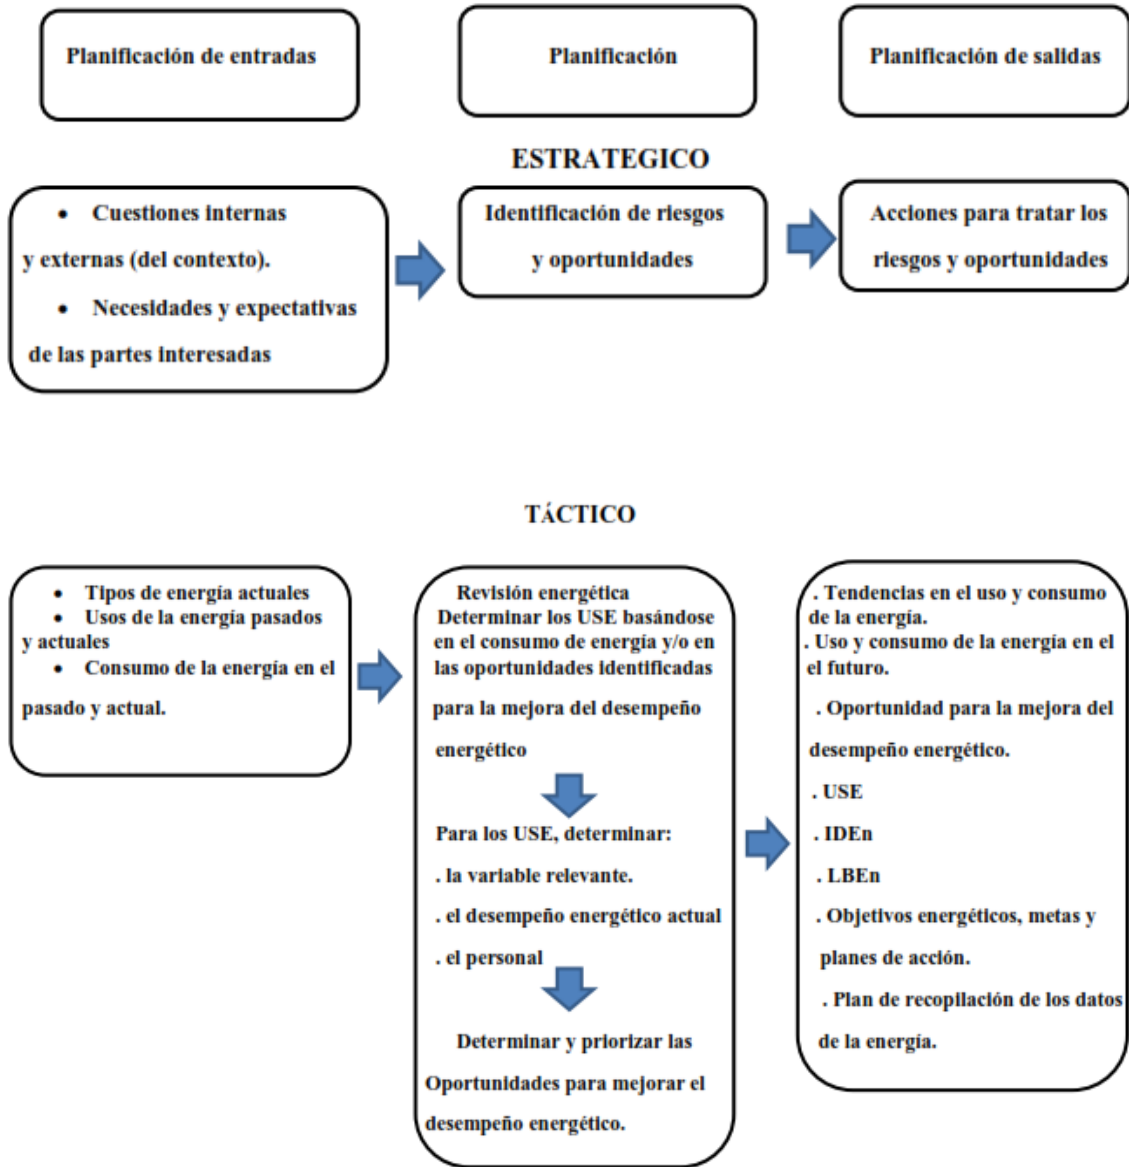 Planificación de entradas
Planificación
Planificación de salidas
ESTRATEGICO
• Cuestiones internas
y externas (del contexto).
• Necesidades y expectativas
de las partes interesadas
Identificación de riesgos
y oportunidades
Acciones para tratar los
riesgos y oportunidades
TÁCTICO
• Tipos de energía actuales
• Usos de la energía pasados
y actuales
• Consumo de la energía en el
pasado y actual.
Revisión energética
Determinar los USE basándose
en el consumo de energía y/o en
las oportunidades identificadas
para la mejora del desempeño
energético
Para los USE, determinar:
. la variable relevante.
. el desempeño energético actual
. el personal
Determinar y priorizar las
Oportunidades para mejorar el
desempeño energético.
. Tendencias en el uso y consumo
de la energía.
. Uso y consumo de la energía en el
el futuro.
. Oportunidad para la mejora del
desempeño energético.
. USE
. IDEn
. LBEn
. Objetivos energéticos, metas y
planes de acción.
. Plan de recopilación de los datos
de la energía.